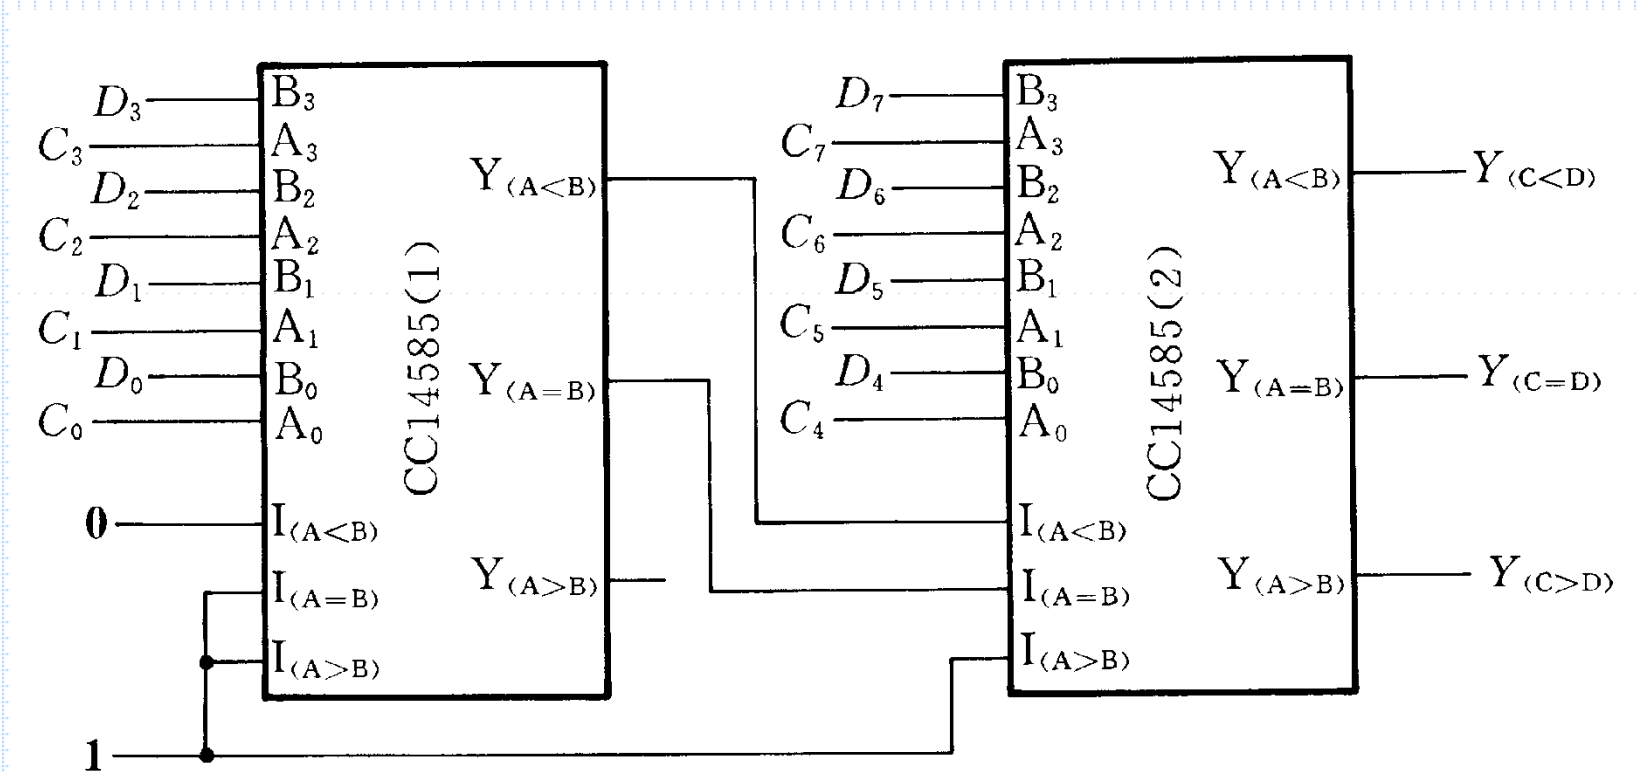 D₃
C₃
D₂
C₂
D₁
C₁
D₀
C₀
0
1
B₃
A₃
B₂
A₂
B₁
A₁
B₀
A₀
I(A<B)
I(A=B)
I(A>B)
CC14585(1)
Y(A<B)
Y(A=B)
Y(A>B)
D₇
C₇
D₆
C₆
D₅
C₅
D₄
C₄
B₃
A₃
B₂
A₂
B₁
A₁
B₀
A₀
I(A<B)
I(A=B)
I(A>B)
CC14585(2)
Y(A<B)
Y(A=B)
Y(A>B)
Y(C<D)
Y(C=D)
Y(C>D)